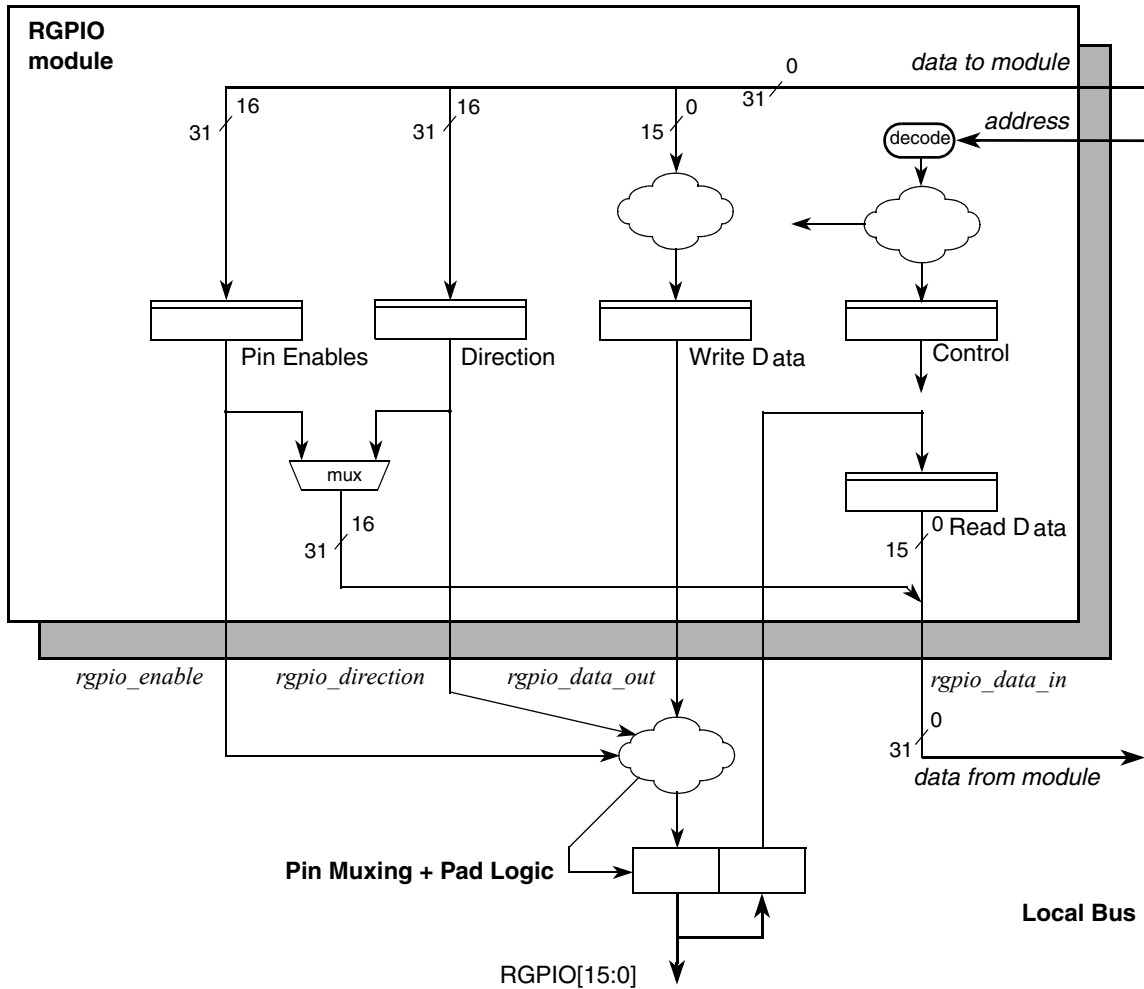 RGPIO
module
data to module
0
31
16
31
16
31
0
15
address
decode
Pin Enables
Direction
Write Data
Control
mux
16
31
0
15
Read Data
rgpio_enable
rgpio_direction
rgpio_data_out
rgpio_data_in
0
31
data from module
Pin Muxing + Pad Logic
Local Bus
RGPIO[15:0]